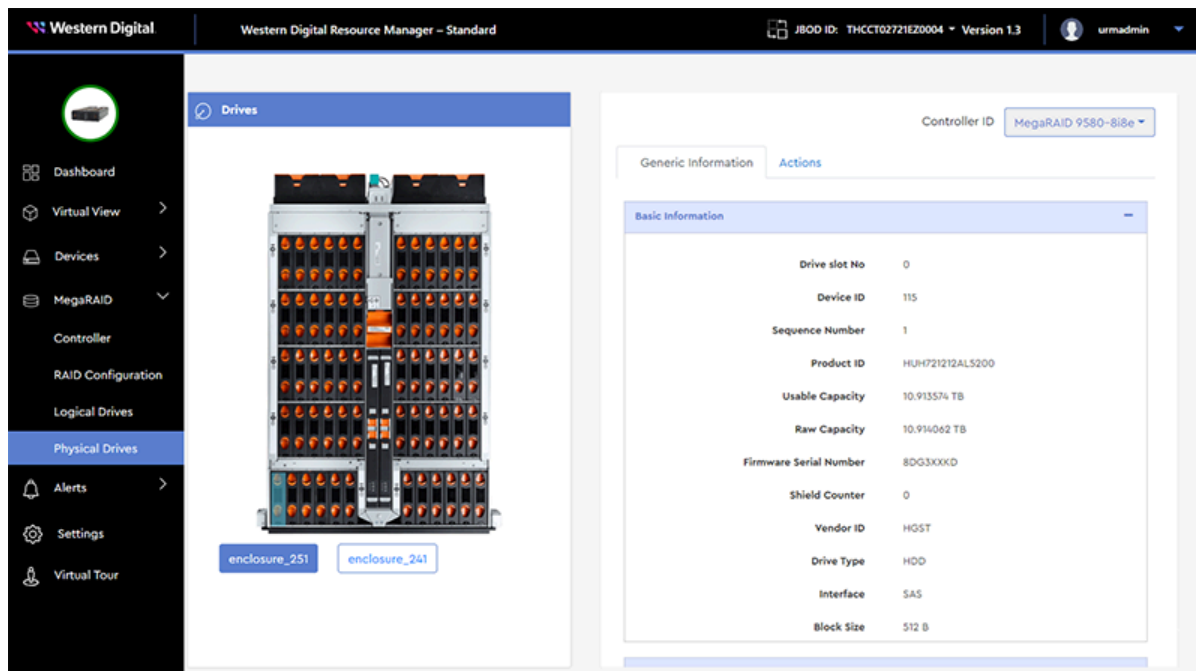 Western Digital.
Western Digital Resource Manager – Standard
JBOD ID: THCCT02721EZ0004 Version 1.3
urmadmin
Dashboard
Virtual View
Devices
MegaRAID
Controller
RAID Configuration
Logical Drives
Physical Drives
Alerts
Settings
Virtual Tour
Drives
enclosure_251 enclosure_241
Controller ID MegaRAID 9580-8i8e
Generic Information Actions
Basic Information
Drive slot No 0
Device ID 115
Sequence Number 1
Product ID HUH721212AL5200
Usable Capacity 10.913574 TB
Raw Capacity 10.914062 TB
Firmware Serial Number 8DG3XXKD
Shield Counter 0
Vendor ID HGST
Drive Type HDD
Interface SAS
Block Size 512 B